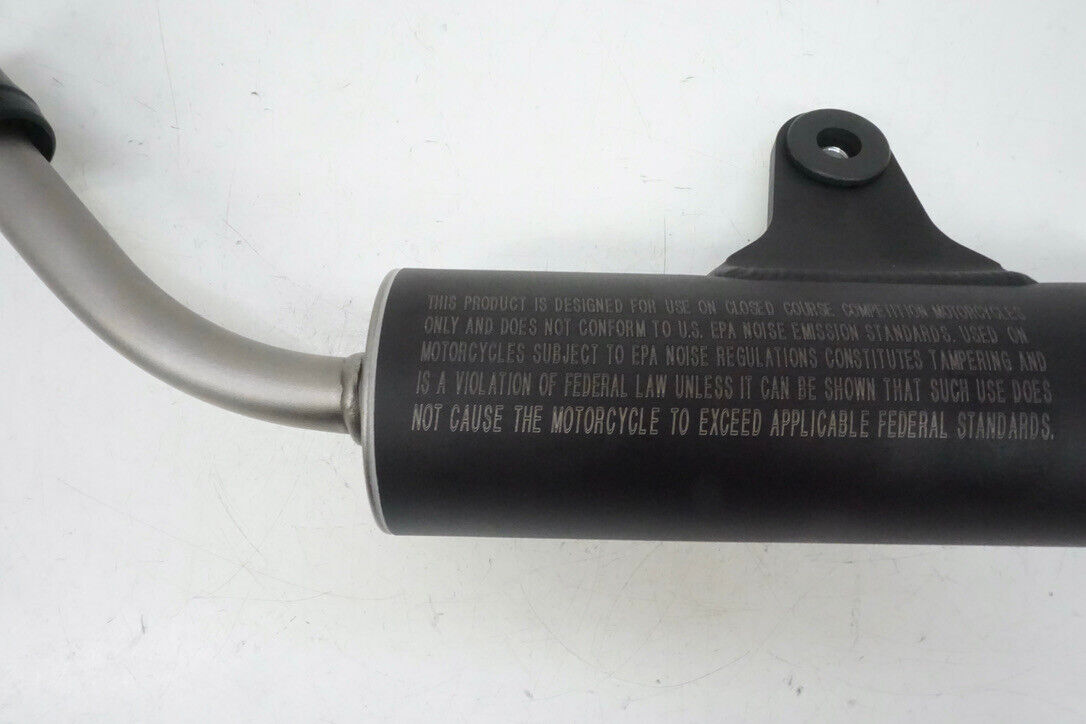 THIS PRODUCT IS DESIGNED FOR USE ON CLOSED COURSE COMPETITION MOTORCYCLES
ONLY AND DOES NOT CONFORM TO U.S. EPA NOISE EMISSION STANDARDS. USED ON
MOTORCYCLES SUBJECT TO EPA NOISE REGULATIONS CONSTITUTES TAMPERING AND
IS A VIOLATION OF FEDERAL LAW UNLESS IT CAN BE SHOWN THAT SUCH USE DOES
NOT CAUSE THE MOTORCYCLE TO EXCEED APPLICABLE FEDERAL STANDARDS.